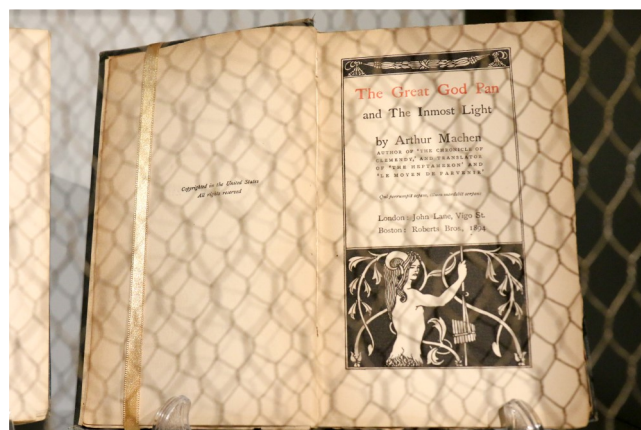 Copyrighted in the United States
All rights reserved
The Great God Pan
and The Inmost Light
by Arthur Machen
AUTHOR OF 'THE CHRONICLE OF
CLEMENDY,' AND TRANSLATOR
OF 'THE HEPTAMERON' AND
'LE MOYEN DE PARVENIR'
London: John Lane, Vigo St.
Boston: Roberts Bros., 1894